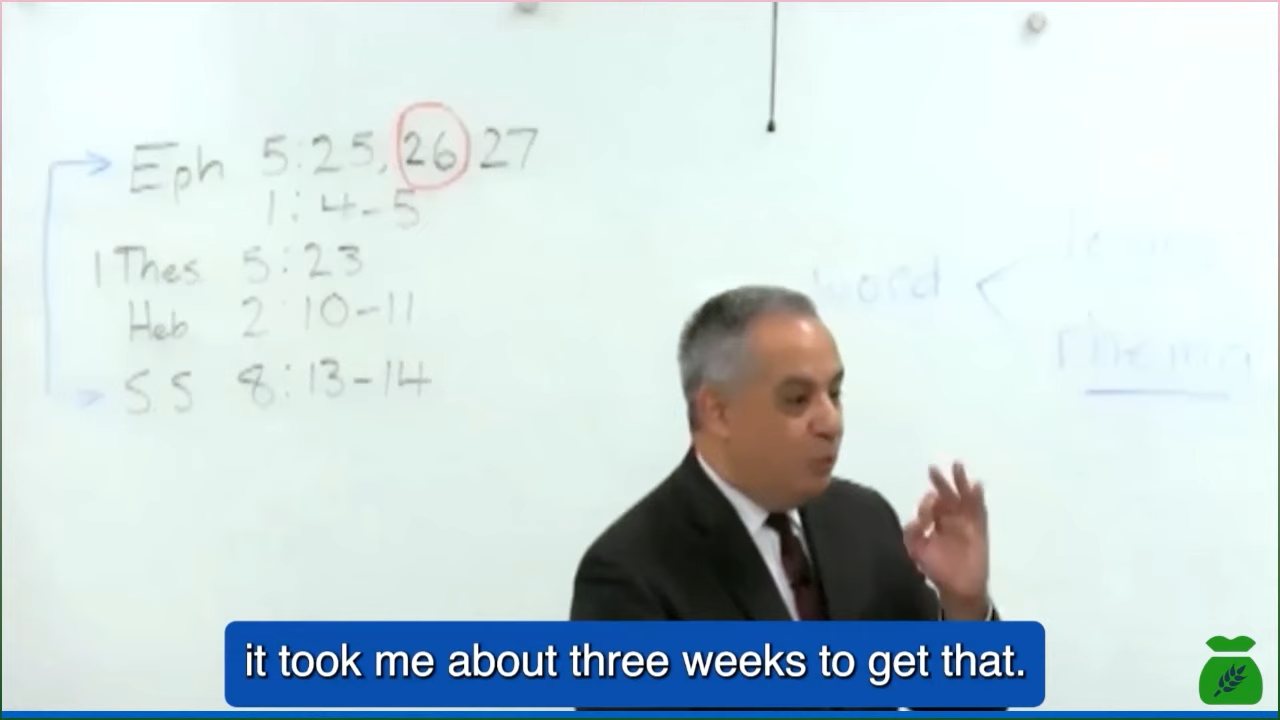 Eph 5:25, 26 27
1:4-5
1 Thes 5:23
Heb 2:10-11
S.S 8:13-14
word <
rhema
it took me about three weeks to get that.